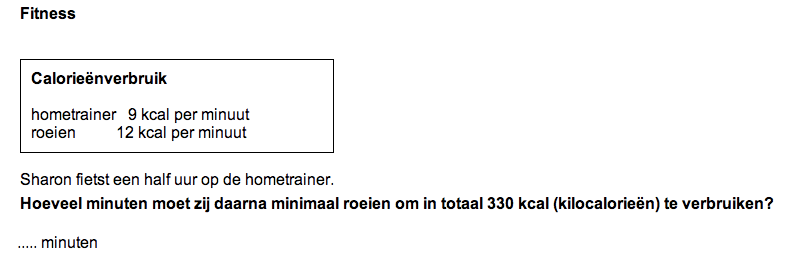 Fitness
Calorieënverbruik
hometrainer 9 kcal per minuut
roeien 12 kcal per minuut
Sharon fietst een half uur op de hometrainer.
Hoeveel minuten moet zij daarna minimaal roeien om in totaal 330 kcal (kilocalorieën) te verbruiken?
..... minuten